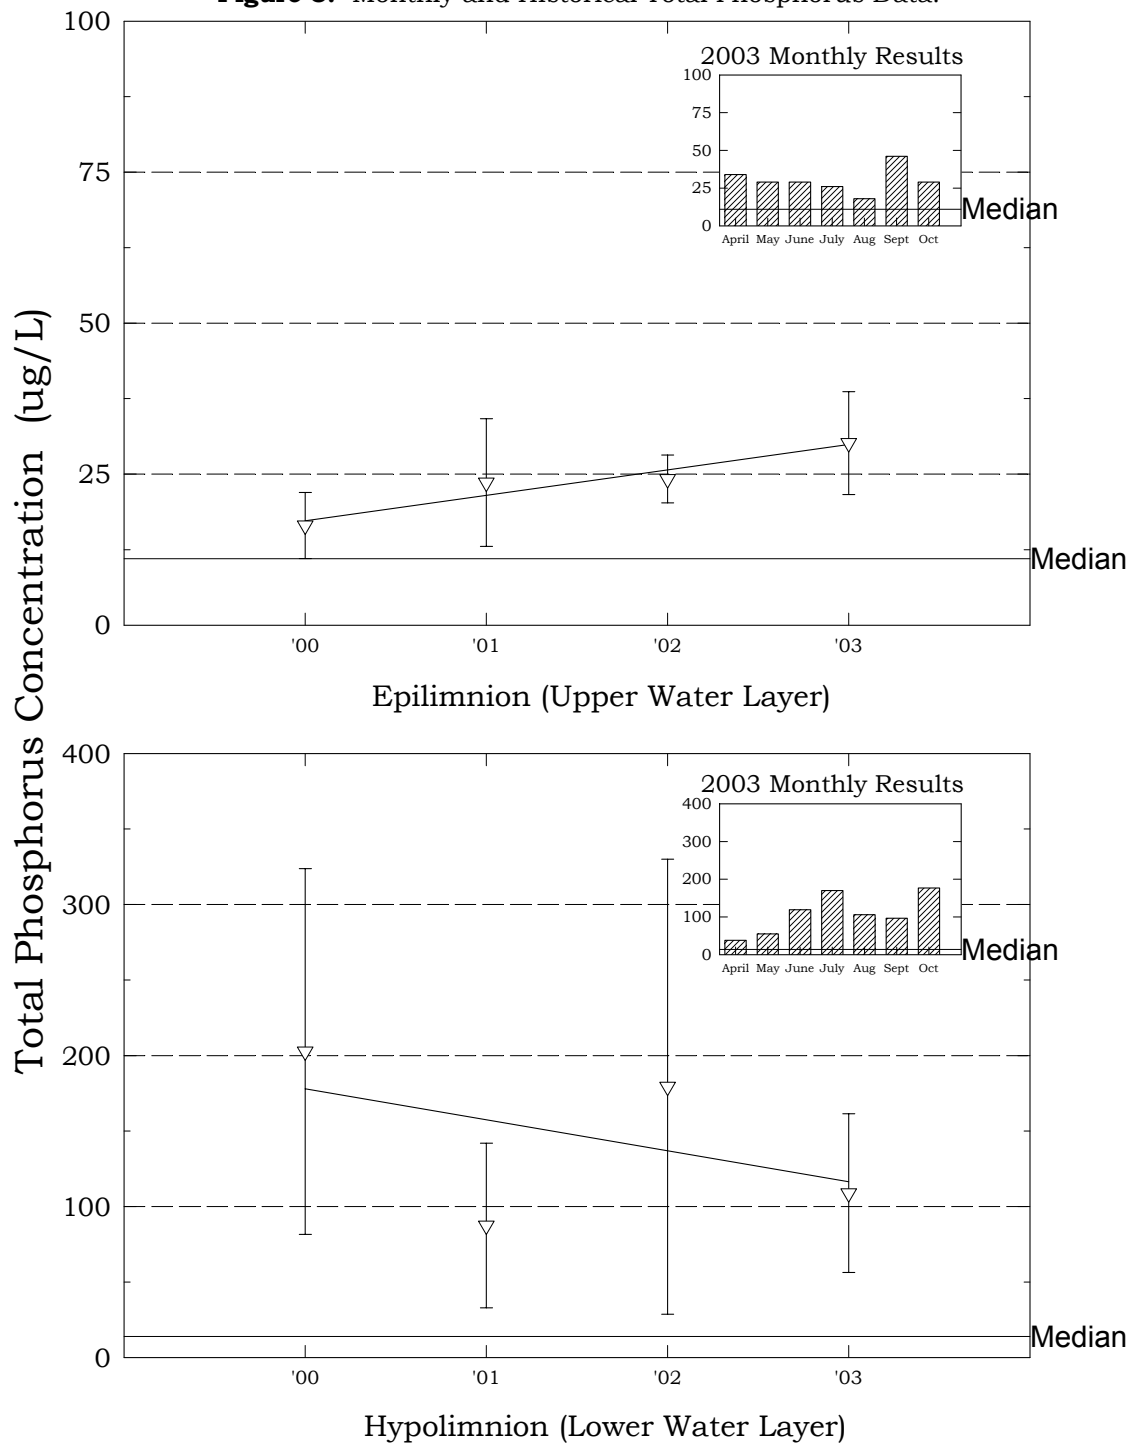 Monthly and Historical Total Phosphorus Data.
Total Phosphorus Concentration (ug/L)
100
75
50
25
0
2003 Monthly Results
100
75
50
25
0
April May June July Aug Sept Oct
Median
Median
'00 '01 '02 '03
Epilimnion (Upper Water Layer)
400
300
200
100
0
2003 Monthly Results
400
300
200
100
0
April May June July Aug Sept Oct
Median
Median
'00 '01 '02 '03
Hypolimnion (Lower Water Layer)